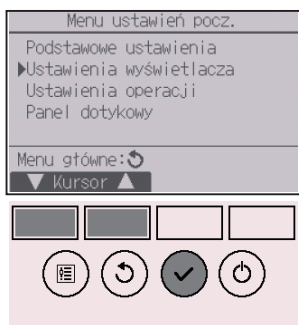 Menu ustawień pocz.
Podstawowe ustawienia
▶Ustawienia wyświetlacza
Ustawienia operacji
Panel dotykowy
Menu główne:
▼ Kursor ▲